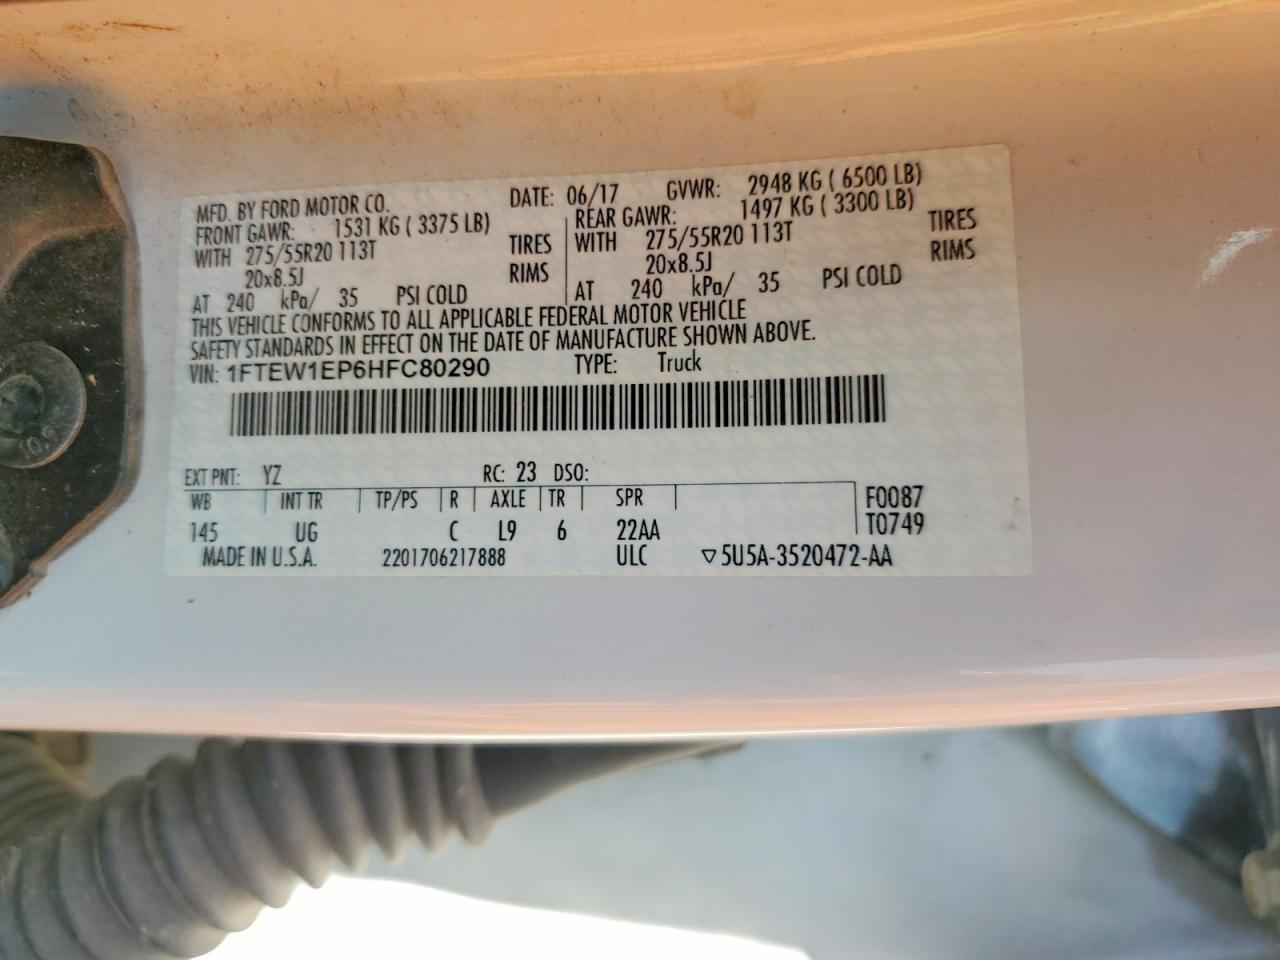 MFD. BY FORD MOTOR CO. DATE: 06/17 GVWR: 2948 KG ( 6500 LB)
FRONT GAWR: 1531 KG ( 3375 LB) REAR GAWR: 1497 KG ( 3300 LB)
WITH 275/55R20 113T TIRES WITH 275/55R20 113T TIRES
20x8.5J RIMS 20x8.5J RIMS
AT 240 kPa/ 35 PSI COLD AT 240 kPa/ 35 PSI COLD
THIS VEHICLE CONFORMS TO ALL APPLICABLE FEDERAL MOTOR VEHICLE
SAFETY STANDARDS IN EFFECT ON THE DATE OF MANUFACTURE SHOWN ABOVE.
VIN: 1FTEW1EP6HFC80290 TYPE: Truck
EXT PNT: YZ RC: 23 DSO:
WB INT TR TP/PS R AXLE TR SPR F0087
145 UG C L9 6 22AA T0749
MADE IN U.S.A. 2201706217888 ULC ▽5U5A-3520472-AA